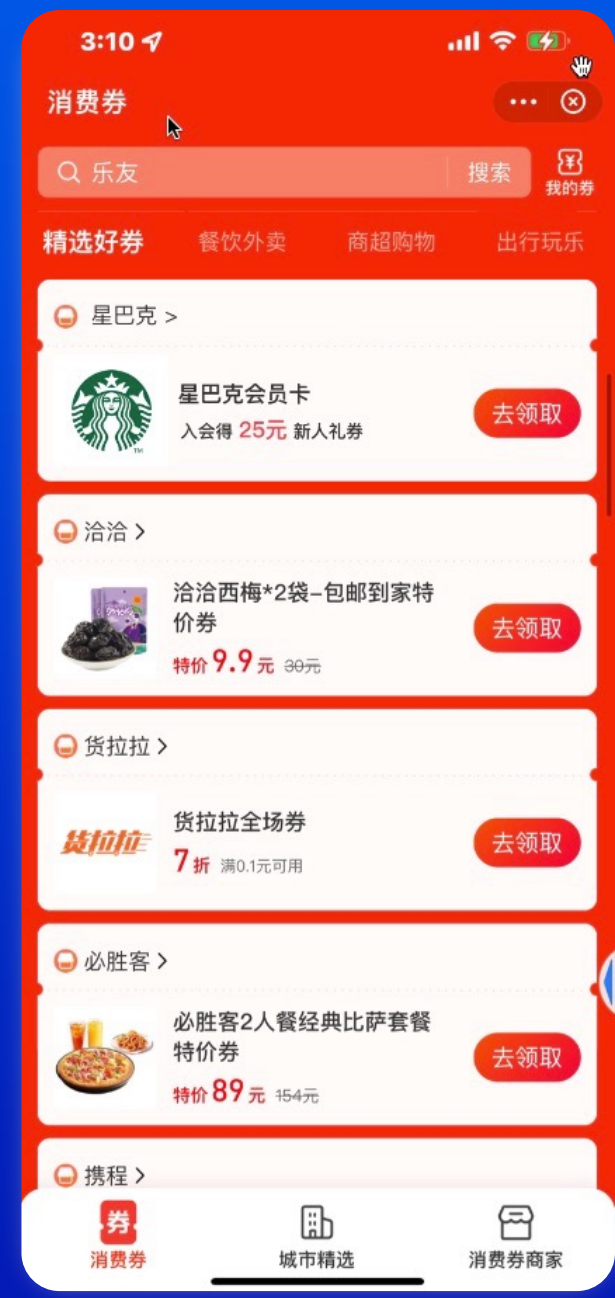 3:10
消费券
乐友
搜索
我的券
精选好券 餐饮外卖 商超购物 出行玩乐
星巴克 >
星巴克会员卡
入会得 25元 新人礼券
去领取
TM
洽洽 >
洽洽西梅*2袋-包邮到家特
价券
特价 9.9 元 30元
去领取
货拉拉 >
货拉拉
货拉拉全场券
7 折 满0.1元可用
去领取
必胜客 >
必胜客2人餐经典比萨套餐
特价券
特价 89 元 154元
去领取
携程 >
券
消费券 城市精选 消费券商家